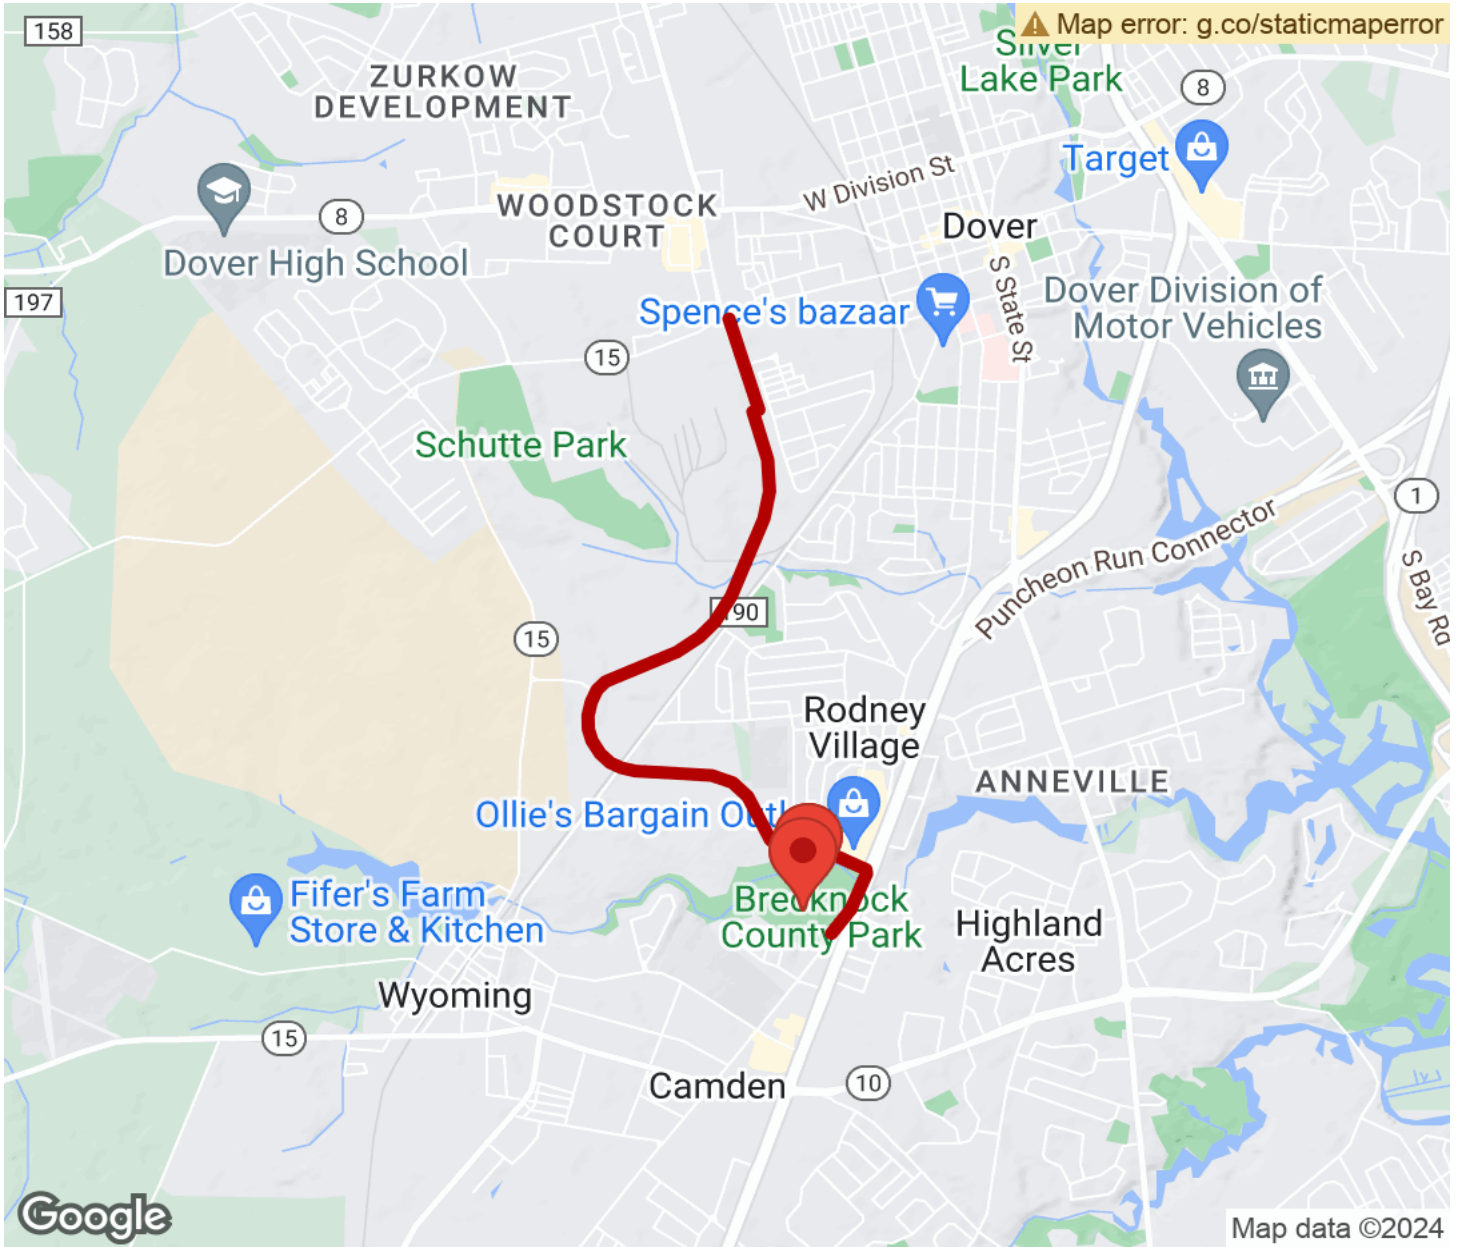 158
Map error: g.co/staticmaperror
Silver
Lake Park
ZURKOW
DEVELOPMENT
8
Target
W Division St
WOODSTOCK
COURT
8
Dover
Dover High School
197
S State St
Dover Division of
Motor Vehicles
Spence's bazaar
15
Schutte Park
1
Puncheon Run Connector
S Bay Rd
190
15
Rodney
Village
ANNEVILLE
Ollie's Bargain
Fifer's Farm
Store & Kitchen
Brecknock
County Park
Highland
Acres
Wyoming
15
Camden
10
Google
Map data ©2024